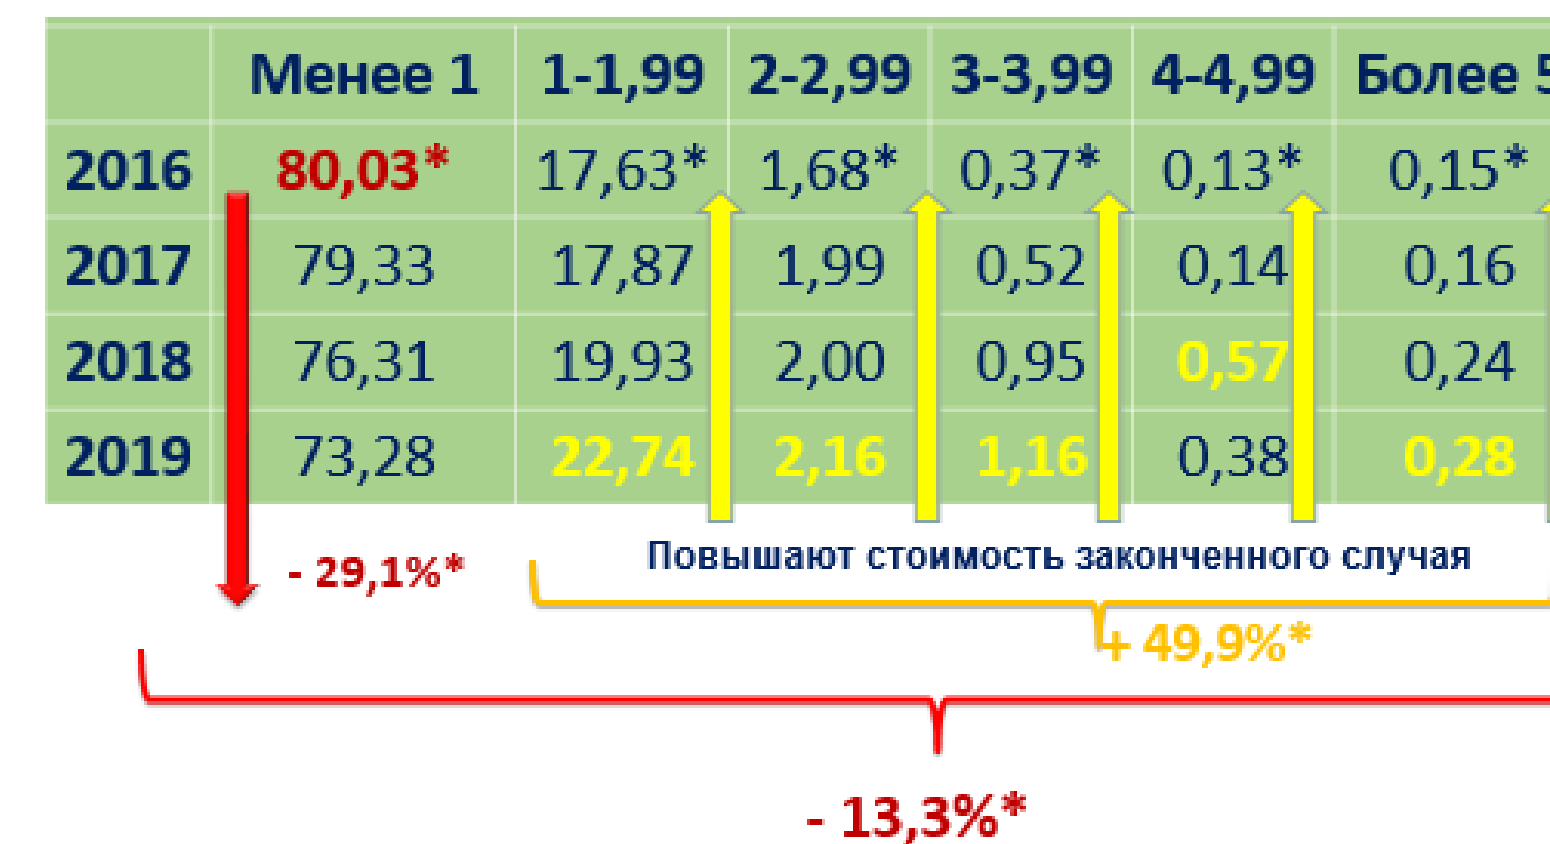 Менее 1 1-1,99 2-2,99 3-3,99 4-4,99 Более 5
2016 80,03* 17,63* 1,68* 0,37* 0,13* 0,15*
2017 79,33 17,87 1,99 0,52 0,14 0,16
2018 76,31 19,93 2,00 0,95 0,57 0,24
2019 73,28 22,74 2,16 1,16 0,38 0,28
Повышают стоимость законченного случая
- 29,1%*
+ 49,9%*
- 13,3%*